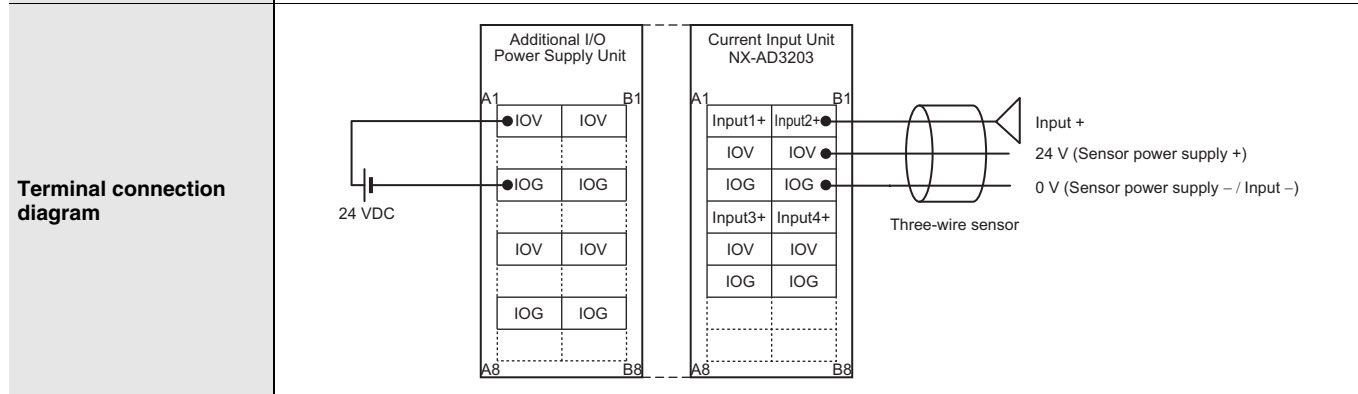 Terminal connection
diagram
Additional I/O
Power Supply Unit
A1 B1
IOV IOV
IOG IOG
IOV IOV
IOG IOG
A8 B8
24 VDC
Current Input Unit
NX-AD3203
A1 B1
Input1+ Input2+
IOV IOV
IOG IOG
Input3+ Input4+
IOV IOV
IOG IOG
A8 B8
Input +
24 V (Sensor power supply +)
0 V (Sensor power supply − / Input −)
Three-wire sensor